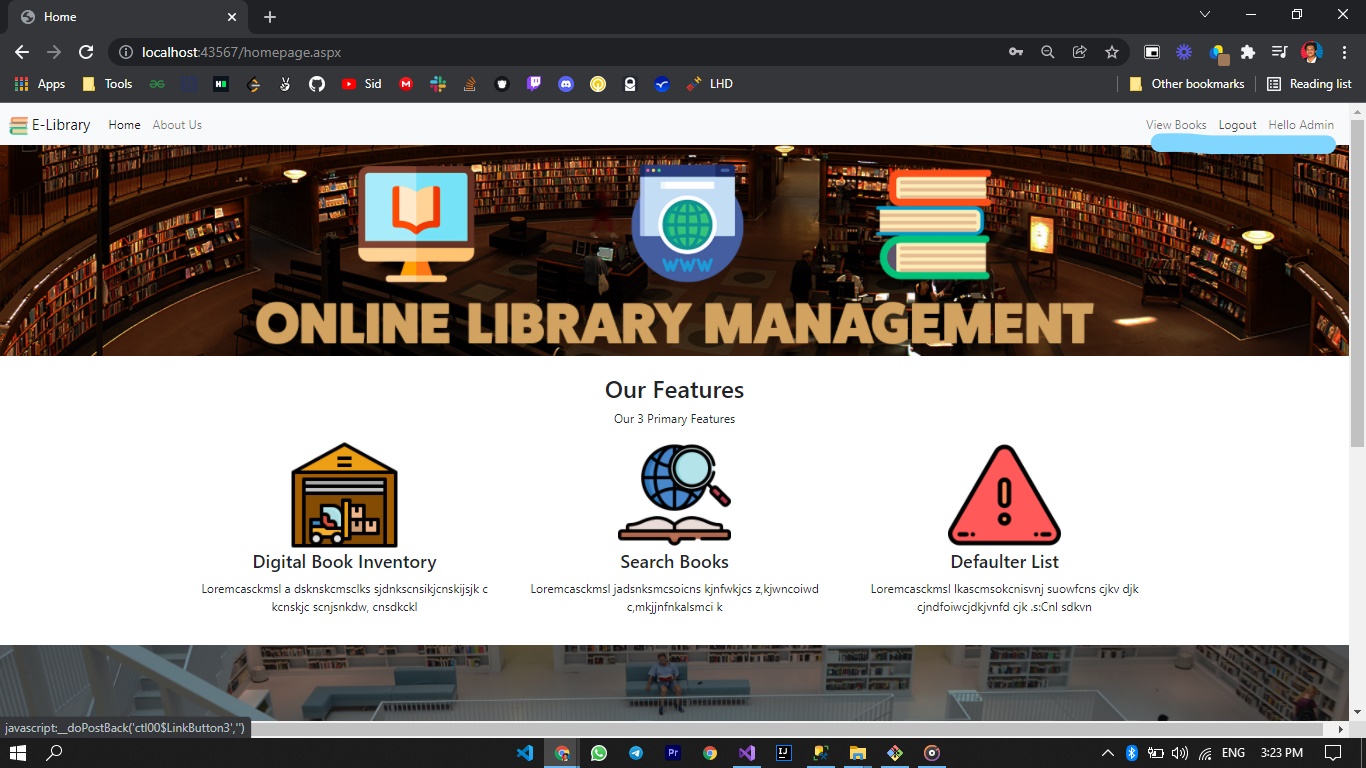 Home
localhost:43567/homepage.aspx
Apps
Tools
Sid
LHD
Other bookmarks
Reading list
E-Library
Home
About Us
View Books
Logout
Hello Admin
WWW
ONLINE LIBRARY MANAGEMENT
Our Features
Our 3 Primary Features
Digital Book Inventory
Loremcasckmsl a dsknskcmsclks sjdnkscnsikjcnskijsjk c
kcnskjc scnjsnkdw, cnsdkckl
Search Books
Loremcasckmsl jadsnksmcsoicns kjnfwkjcs z,kjwncoiwd
c,mkjjnfnkalsmci k
Defaulter List
Loremcasckmsl lkascmsokcnisvnj suowfcns cjkv djk
cjndfoiwcjdkjvnfd cjk .s:Cnl sdkvn
javascript:__doPostBack('ctl00$LinkButton3','')
Pr
IJ
ENG
3:23 PM